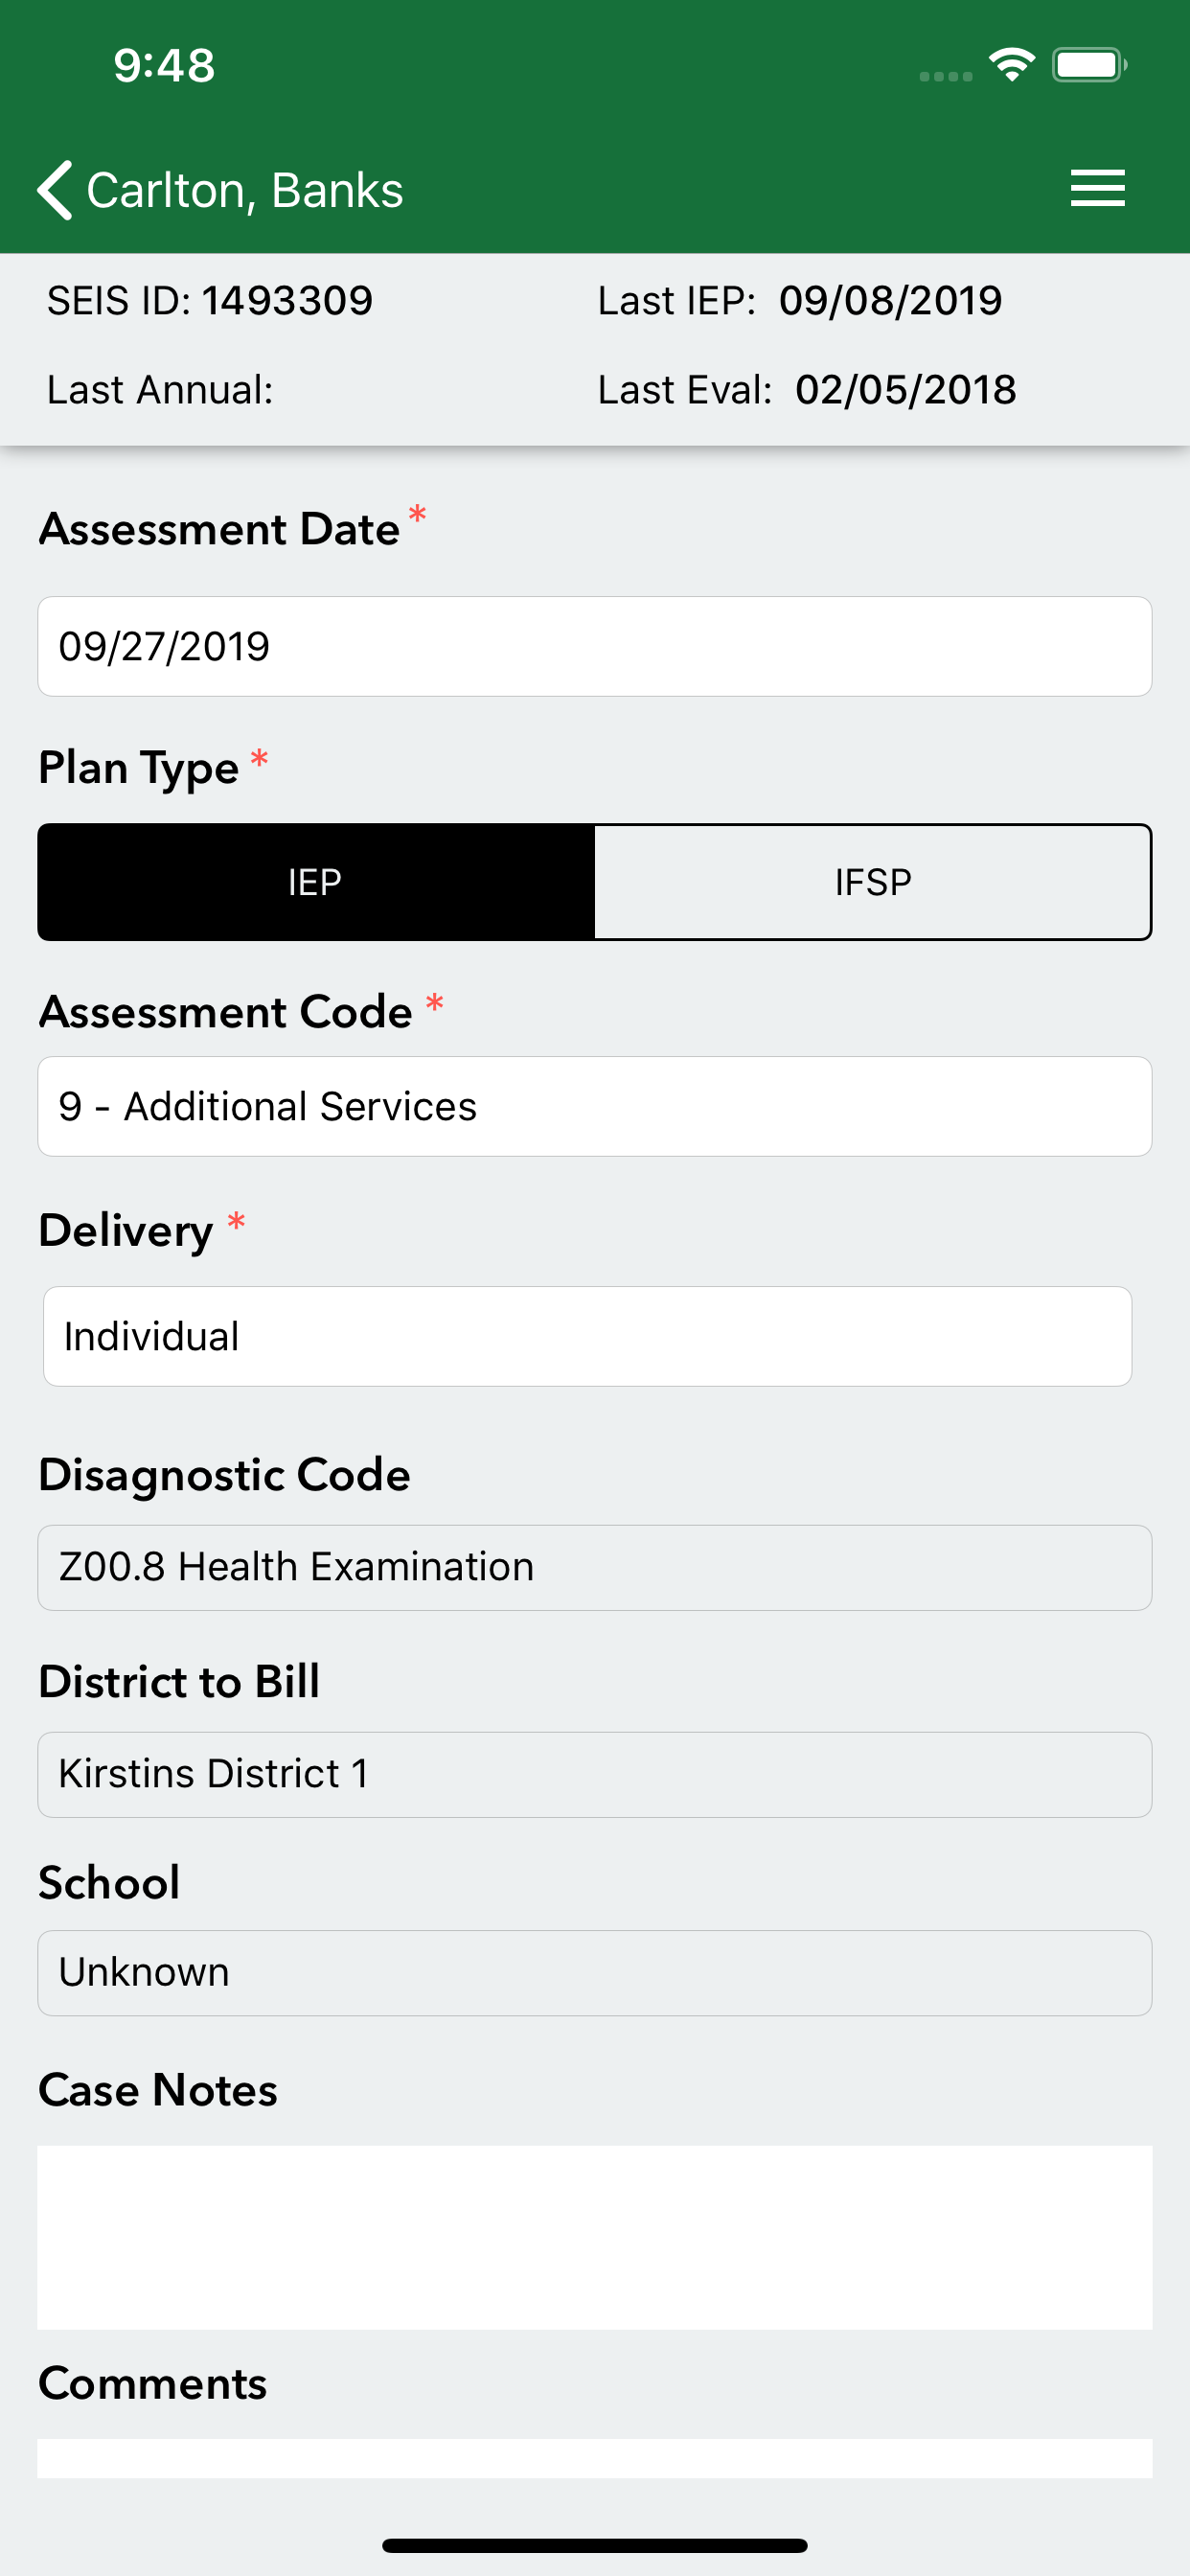 9:48
Carlton, Banks
SEIS ID: 1493309 Last IEP: 09/08/2019
Last Annual: Last Eval: 02/05/2018
Assessment Date *
09/27/2019
Plan Type *
IEP IFSP
Assessment Code *
9 - Additional Services
Delivery *
Individual
Disagnostic Code
Z00.8 Health Examination
District to Bill
Kirstins District 1
School
Unknown
Case Notes
Comments